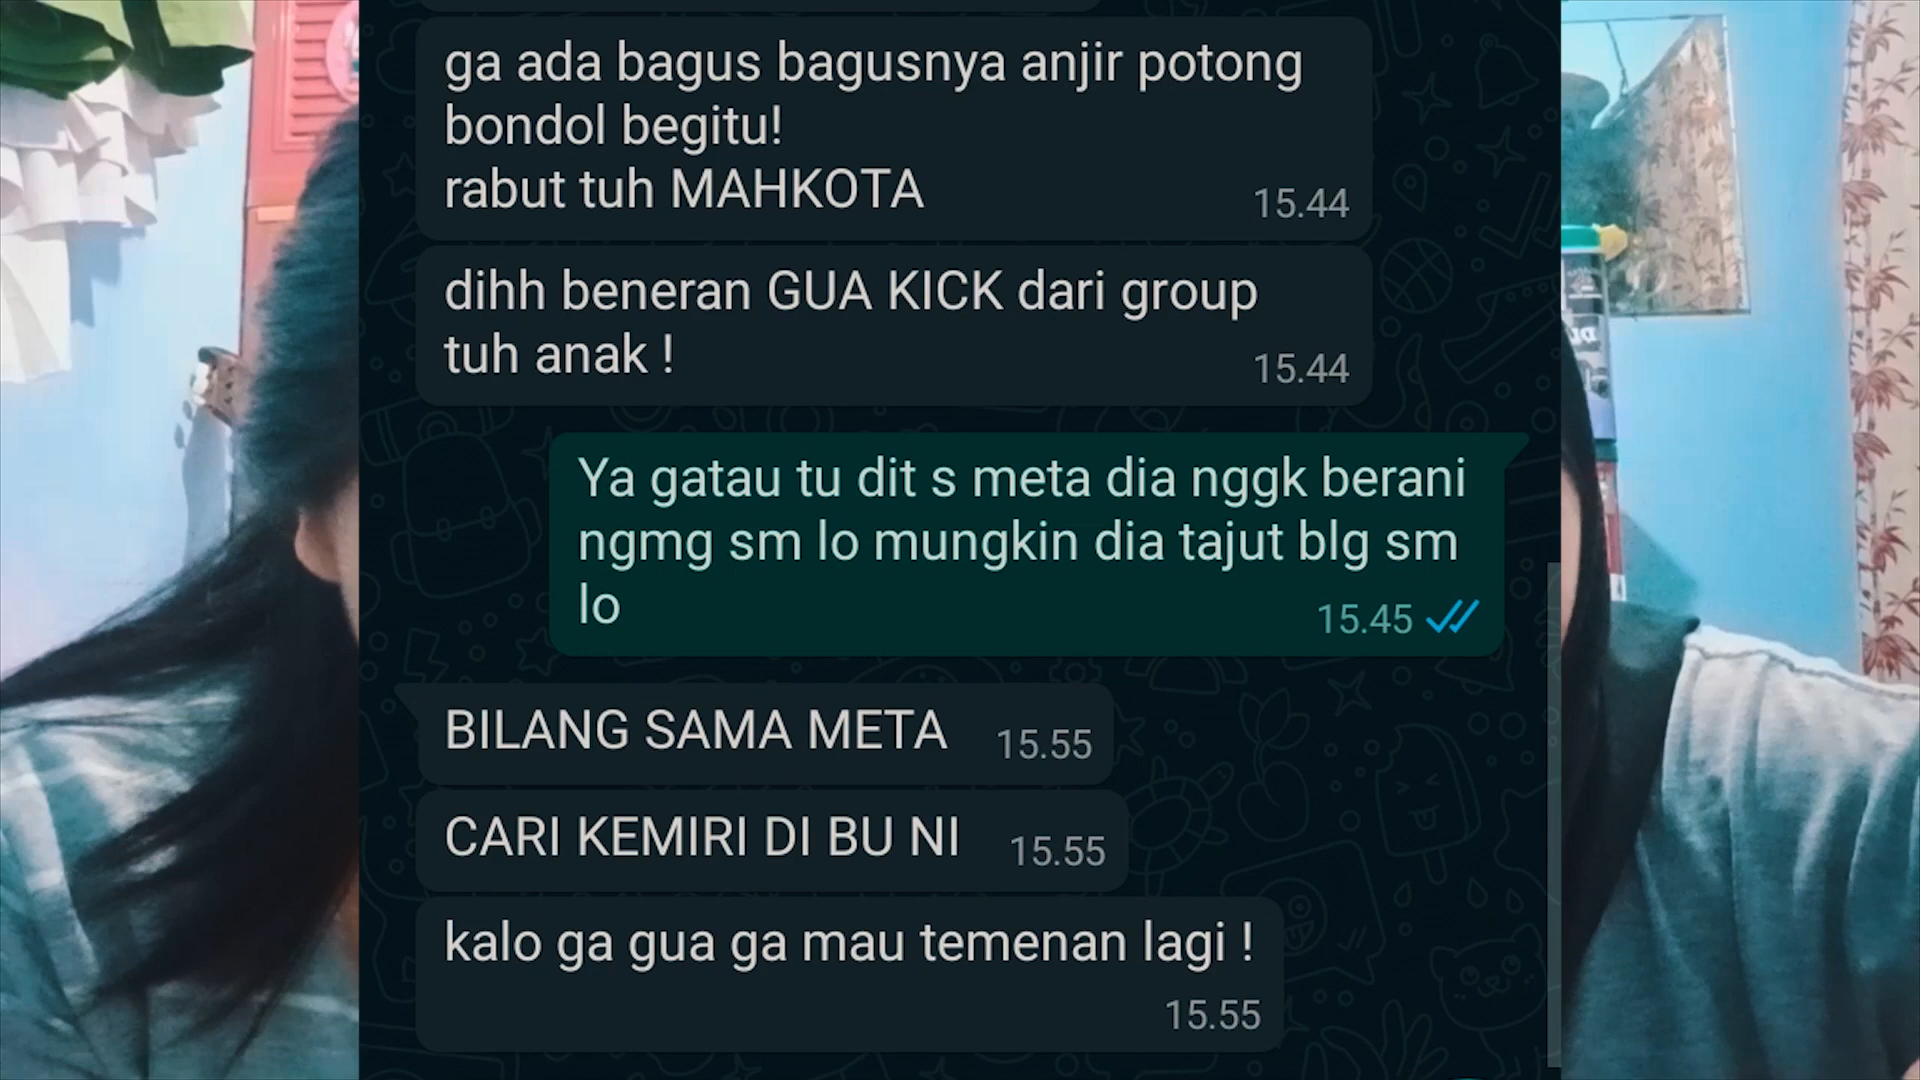 ga ada bagus bagusnya anjir potong
bondol begitu!
rabut tuh MAHKOTA
15.44
dihh beneran GUA KICK dari group
tuh anak !
15.44
Ya gatau tu dit s meta dia nggk berani
ngmg sm lo mungkin dia tajut blg sm
lo
15.45
BILANG SAMA META
15.55
CARI KEMIRI DI BU NI
15.55
kalo ga gua ga mau temenan lagi !
15.55